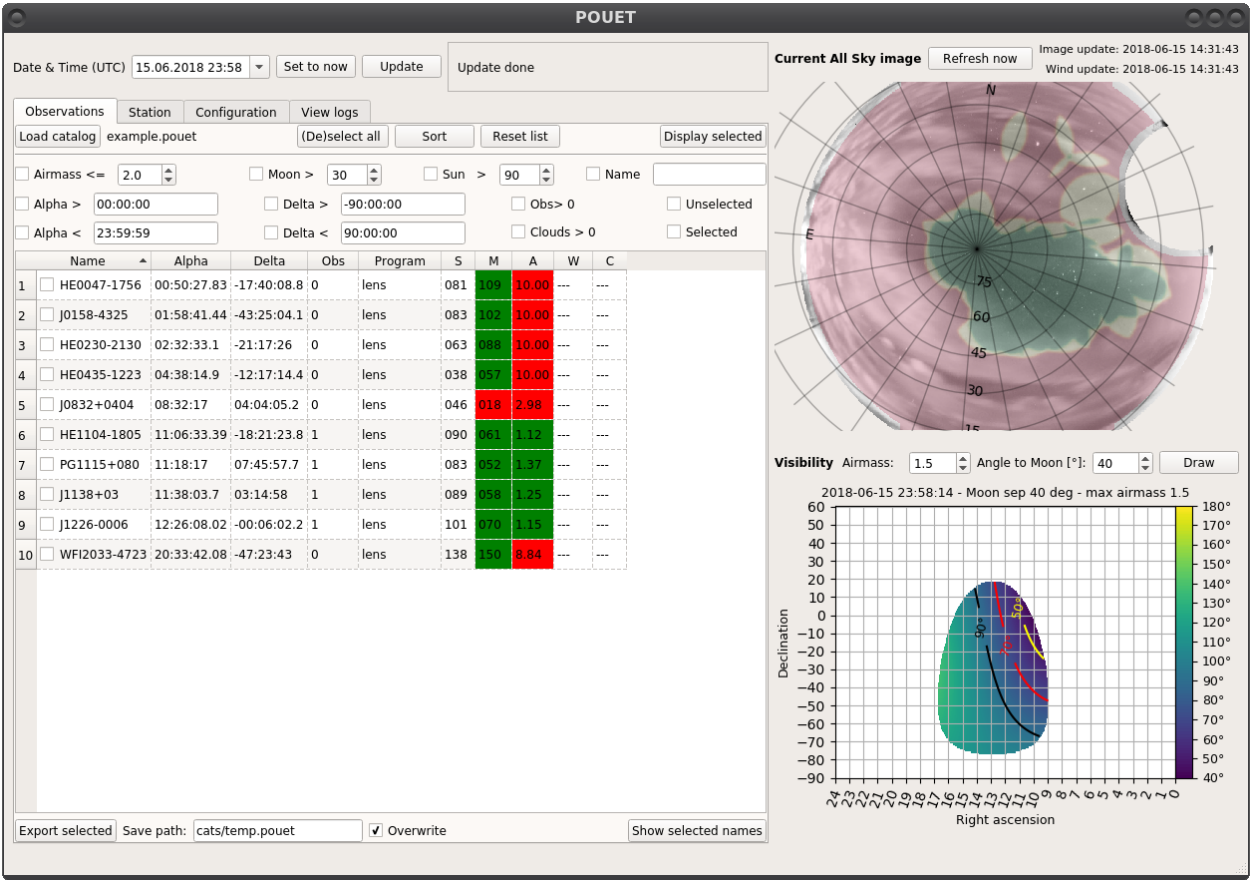 POUET
Date & Time (UTC) 15.06.2018 23:58 Set to now Update Update done
Current All Sky image Refresh now Image update: 2018-06-15 14:31:43
Wind update: 2018-06-15 14:31:43
Observations Station Configuration View logs
Load catalog example.pouet (De)select all Sort Reset list Display selected
Airmass <= 2.0 Moon > 30 Sun > 90 Name
Alpha > 00:00:00 Delta > -90:00:00 Obs> 0 Unselected
Alpha < 23:59:59 Delta < 90:00:00 Clouds > 0 Selected
Name Alpha Delta Obs Program S M A W C
1 HE0047-1756 00:50:27.83 -17:40:08.8 0 lens 081 109 10.00 --- ---
2 J0158-4325 01:58:41.44 -43:25:04.1 0 lens 083 102 10.00 --- ---
3 HE0230-2130 02:32:33.1 -21:17:26 0 lens 063 088 10.00 --- ---
4 HE0435-1223 04:38:14.9 -12:17:14.4 0 lens 038 057 10.00 --- ---
5 J0832+0404 08:32:17 04:04:05.2 0 lens 046 018 2.98 --- ---
6 HE1104-1805 11:06:33.39 -18:21:23.8 1 lens 090 061 1.12 --- ---
7 PG1115+080 11:18:17 07:45:57.7 1 lens 083 052 1.37 --- ---
8 J1138+03 11:38:03.7 03:14:58 1 lens 089 058 1.25 --- ---
9 J1226-0006 12:26:08.02 -00:06:02.2 1 lens 101 070 1.15 --- ---
10 WFI2033-4723 20:33:42.08 -47:23:43 0 lens 138 150 8.84 --- ---
Export selected Save path: cats/temp.pouet Overwrite Show selected names
N
E
75
60
45
30
15
Visibility Airmass: 1.5 Angle to Moon [°]: 40 Draw
2018-06-15 23:58:14 - Moon sep 40 deg - max airmass 1.5
60
50
40
30
20
10
0
−10
−20
−30
−40
−50
−60
−70
−80
−90
Declination
90°
70°
50°
180°
170°
160°
150°
140°
130°
120°
110°
100°
90°
80°
70°
60°
50°
40°
24 23 22 21 20 19 18 17 16 15 14 13 12 11 10 9 8 7 6 5 4 3 2 1 0
Right ascension